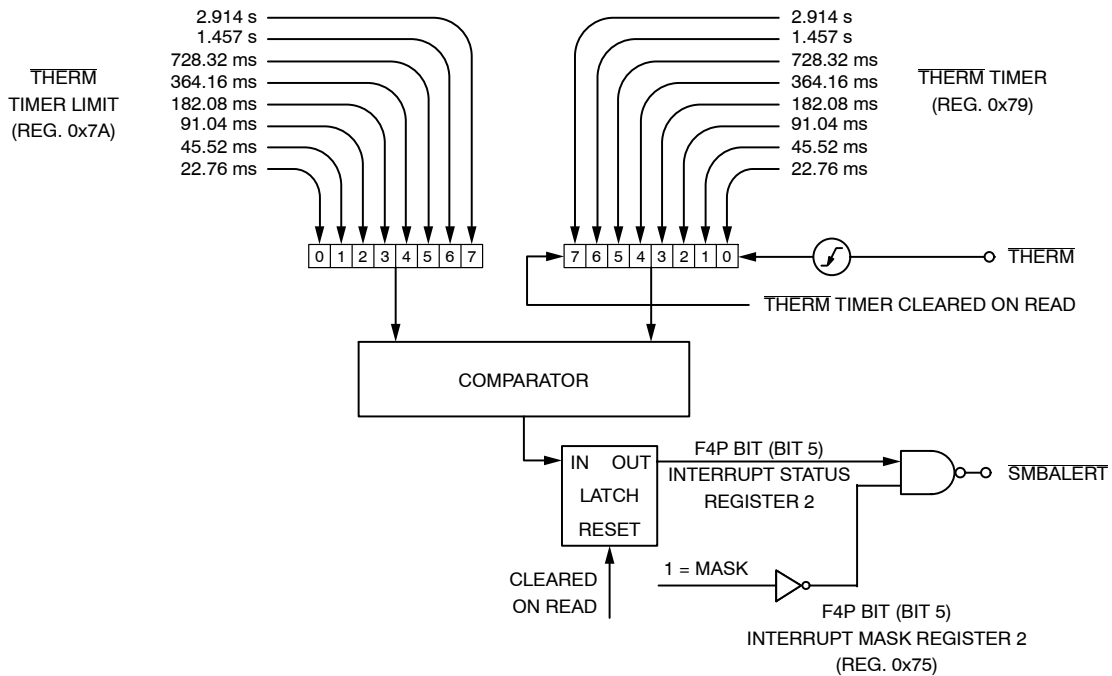 2.914 s
1.457 s
728.32 ms
364.16 ms
182.08 ms
91.04 ms
45.52 ms
22.76 ms
THERM
TIMER LIMIT
(REG. 0x7A)
2.914 s
1.457 s
728.32 ms
364.16 ms
182.08 ms
91.04 ms
45.52 ms
22.76 ms
THERM TIMER
(REG. 0x79)
0 1 2 3 4 5 6 7
7 6 5 4 3 2 1 0
THERM
THERM TIMER CLEARED ON READ
COMPARATOR
IN OUT
LATCH
RESET
F4P BIT (BIT 5)
INTERRUPT STATUS
REGISTER 2
SMBALERT
CLEARED
ON READ
1 = MASK
F4P BIT (BIT 5)
INTERRUPT MASK REGISTER 2
(REG. 0x75)